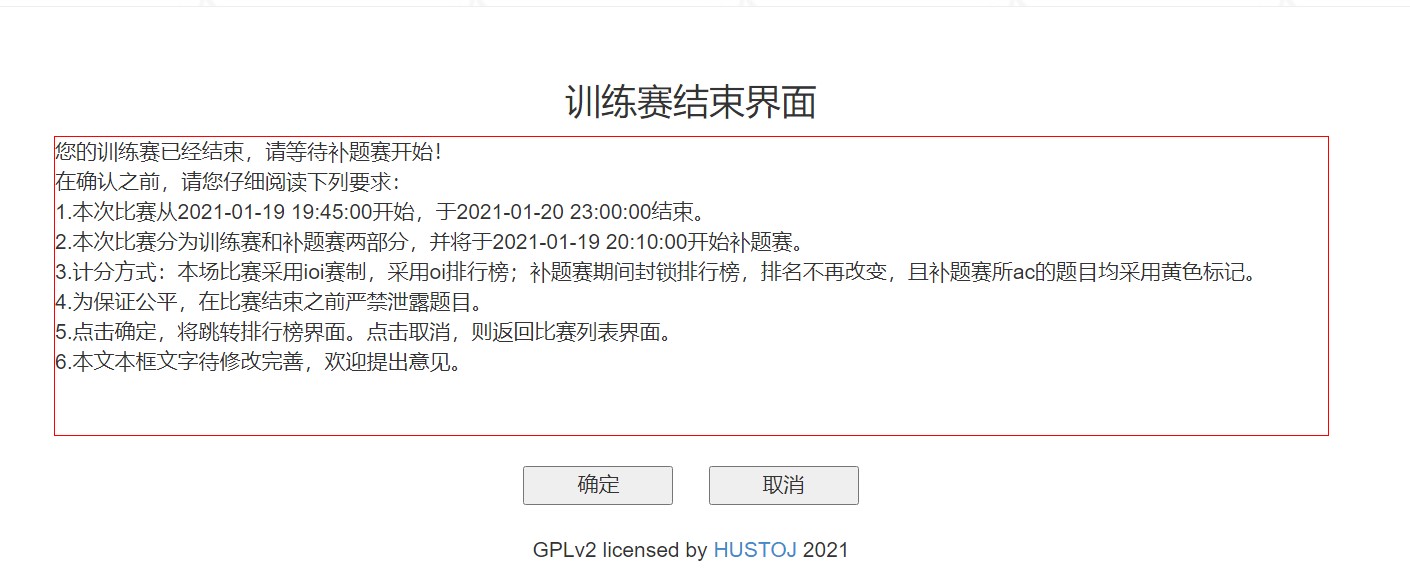 训练赛结束界面
您的训练赛已经结束，请等待补题赛开始！
在确认之前，请您仔细阅读下列要求：
1.本次比赛从2021-01-19 19:45:00开始，于2021-01-20 23:00:00结束。
2.本次比赛分为训练赛和补题赛两部分，并将于2021-01-19 20:10:00开始补题赛。
3.计分方式：本场比赛采用ioi赛制，采用oi排行榜；补题赛期间封锁排行榜，排名不再改变，且补题赛所ac的题目均采用黄色标记。
4.为保证公平，在比赛结束之前严禁泄露题目。
5.点击确定，将跳转排行榜界面。点击取消，则返回比赛列表界面。
6.本文本框文字待修改完善，欢迎提出意见。
确定 取消
GPLv2 licensed by HUSTOJ 2021